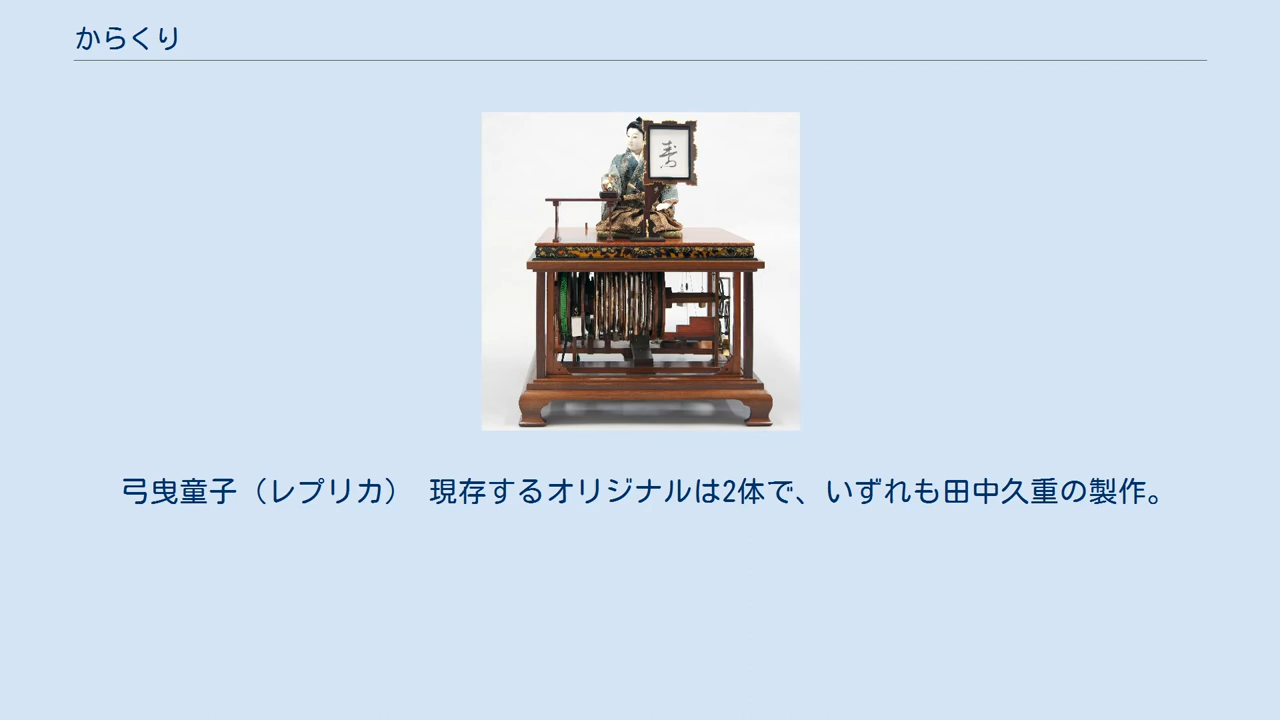 からくり
寿
弓曳童子（レプリカ） 現存するオリジナルは2体で、いずれも田中久重の製作。